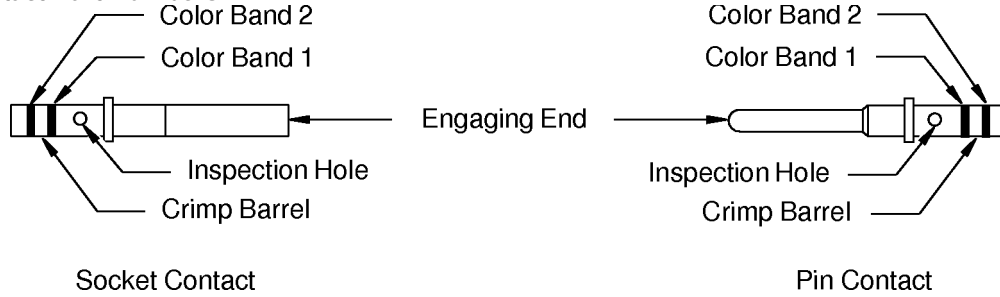 Color Band 2
Color Band 2
Color Band 1
Color Band 1
Engaging End
Inspection Hole
Inspection Hole
Crimp Barrel
Crimp Barrel
Socket Contact
Pin Contact